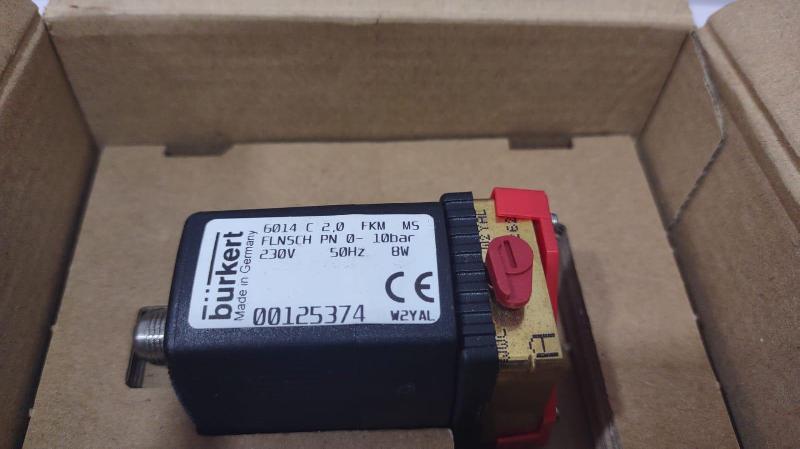 bürkert
Made in Germany
6014 C 2,0 FKM MS
FLNSCH PN 0- 10bar
230V 50Hz 8W
CE
00125374 W2YAL